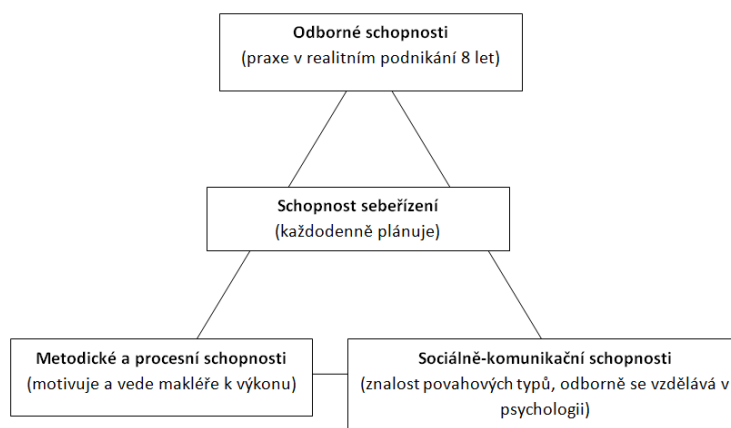 Odborné schopnosti
(praxe v realitním podnikání 8 let)
Schopnost sebeřízení
(každodenně plánuje)
Metodické a procesní schopnosti
(motivuje a vede makléře k výkonu)
Sociálně-komunikační schopnosti
(znalost povahových typů, odborně se vzdělává v
psychologii)